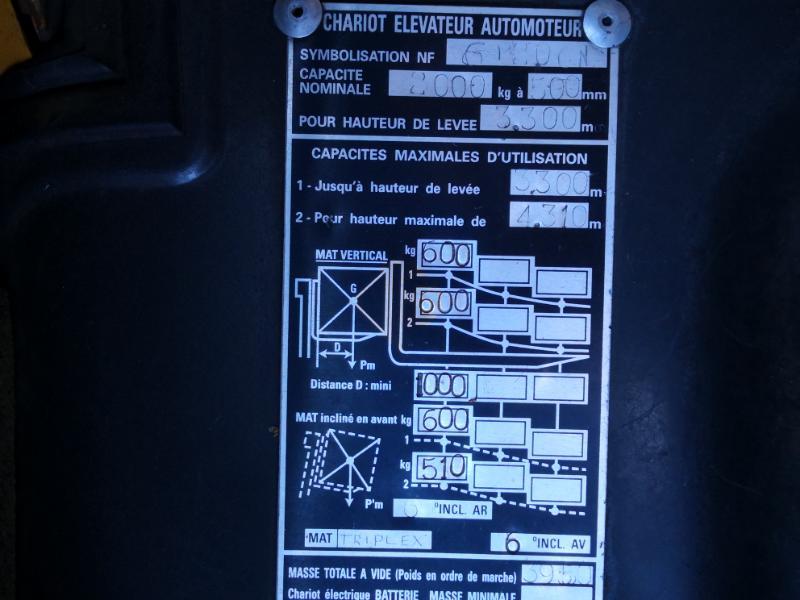 CHARIOT ELEVATEUR AUTOMOTEUR
SYMBOLISATION NF
CAPACITE NOMINALE 2000 kg à 500 mm
POUR HAUTEUR DE LEVEE 3.300 m
CAPACITES MAXIMALES D'UTILISATION
1 - Jusqu'à hauteur de levée 3,300 m
2 - Pour hauteur maximale de 4.310 m
MAT VERTICAL
kg 600
1
kg 600
2
G
D
Pm
Distance D : mini 1000
MAT incliné en avant kg 600
1
kg 510
2
P'm
°INCL. AR
MAT TRIPLEX 6 °INCL. AV
MASSE TOTALE A VIDE (Poids en ordre de marche) 3950
Chariot électrique BATTERIE MASSE MINIMALE